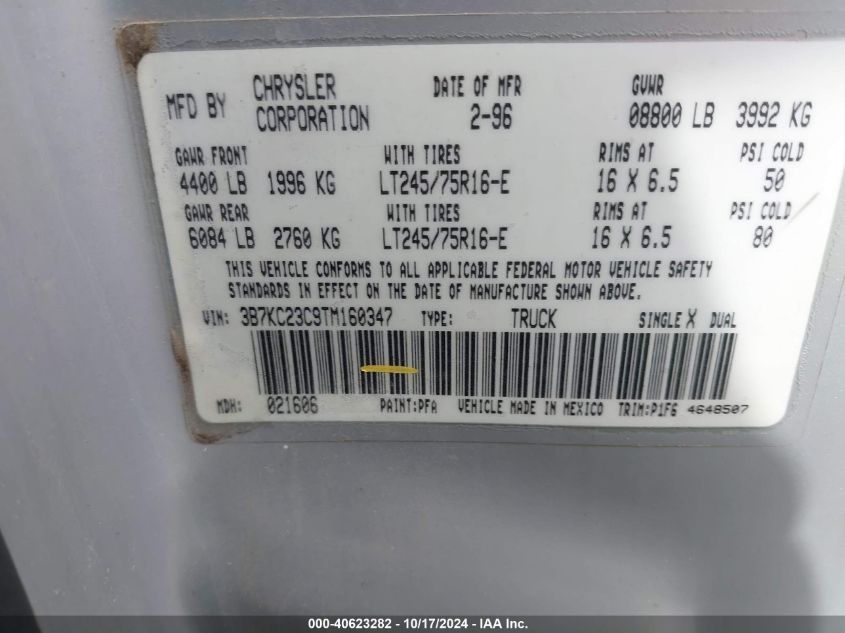 MFD BY CHRYSLER CORPORATION DATE OF MFR 2-96 GVWR 08800 LB 3992 KG
GAWR FRONT WITH TIRES RIMS AT PSI COLD
4400 LB 1996 KG LT245/75R16-E 16 X 6.5 50
GAWR REAR WITH TIRES RIMS AT PSI COLD
6084 LB 2760 KG LT245/75R16-E 16 X 6.5 80
THIS VEHICLE CONFORMS TO ALL APPLICABLE FEDERAL MOTOR VEHICLE SAFETY
STANDARDS IN EFFECT ON THE DATE OF MANUFACTURE SHOWN ABOVE.
VIN: 3B7KC23C9TM160347 TYPE: TRUCK SINGLE X DUAL
MDH: 021606 PAINT:PFA VEHICLE MADE IN MEXICO TRIM:P1F6 4648507
000-40623282 - 10/17/2024 - IAA Inc.